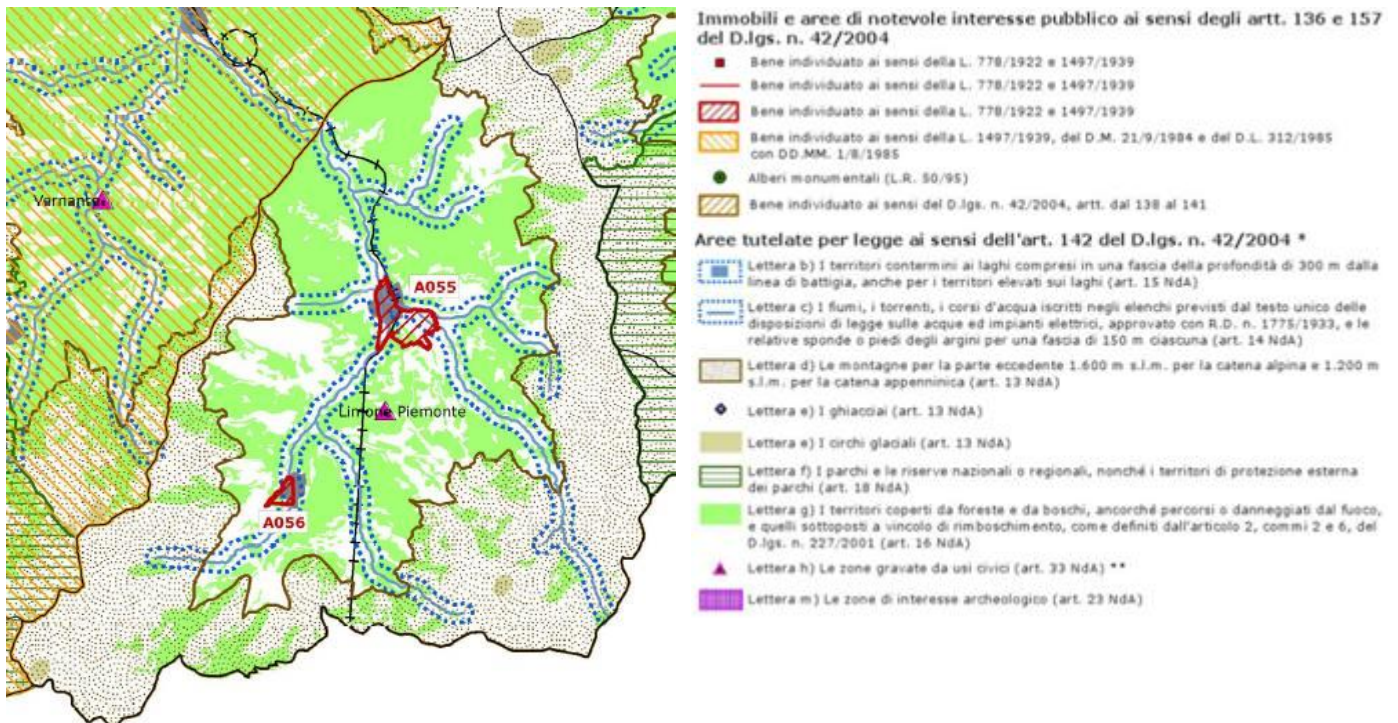 Vernante
A055
Limone Piemonte
A056
Immobili e aree di notevole interesse pubblico ai sensi degli artt. 136 e 157
del D.lgs. n. 42/2004
Bene individuato ai sensi della L. 778/1922 e 1497/1939
Bene individuato ai sensi della L. 778/1922 e 1497/1939
Bene individuato ai sensi della L. 778/1922 e 1497/1939
Bene individuato ai sensi della L. 1497/1939, del D.M. 21/9/1984 e del D.L. 312/1985
con DD.MM. 1/8/1985
Alberi monumentali (L.R. 50/95)
Bene individuato ai sensi del D.lgs. n. 42/2004, artt. dal 138 al 141
Aree tutelate per legge ai sensi dell'art. 142 del D.lgs. n. 42/2004 *
Lettera b) I territori contermini ai laghi compresi in una fascia della profondità di 300 m dalla
linea di battigia, anche per i territori elevati sui laghi (art. 15 NdA)
Lettera c) I fiumi, i torrenti, i corsi d'acqua iscritti negli elenchi previsti dal testo unico delle
disposizioni di legge sulle acque ed impianti elettrici, approvato con R.D. n. 1775/1933, e le
relative sponde o piedi degli argini per una fascia di 150 m ciascuna (art. 14 NdA)
Lettera d) Le montagne per la parte eccedente 1.600 m s.l.m. per la catena alpina e 1.200 m
s.l.m. per la catena appenninica (art. 13 NdA)
Lettera e) I ghiacciai (art. 13 NdA)
Lettera e) I circhi glaciali (art. 13 NdA)
Lettera f) I parchi e le riserve nazionali o regionali, nonché i territori di protezione esterna
dei parchi (art. 18 NdA)
Lettera g) I territori coperti da foreste e da boschi, ancorché percorsi o danneggiati dal fuoco,
e quelli sottoposti a vincolo di rimboschimento, come definiti dall'articolo 2, commi 2 e 6, del
D.lgs. n. 227/2001 (art. 16 NdA)
Lettera h) Le zone gravate da usi civici (art. 33 NdA) **
Lettera m) Le zone di interesse archeologico (art. 23 NdA)